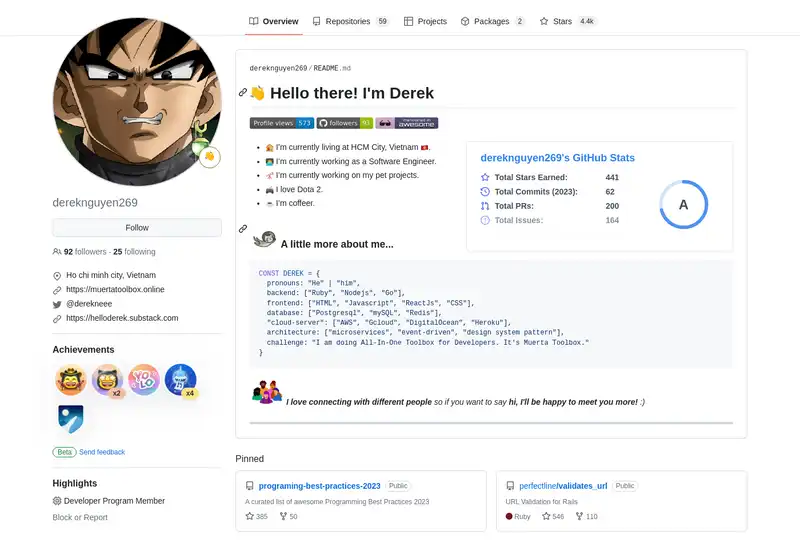 Overview
Repositories 59
Projects
Packages 2
Stars 4.4k
dereknguyen269
Follow
92 followers · 25 following
Ho chi minh city, Vietnam
https://muertatoolbox.online
@derekneee
https://helloderek.substack.com
Achievements
YOLO
x2
x4
Beta Send feedback
Highlights
Developer Program Member
Block or Report
dereknguyen269/README.md
👋 Hello there! I'm Derek
Profile views 573
followers 93
awesome
🏠 I'm currently living at HCM City, Vietnam 🇻🇳.
👨‍💻 I'm currently working as a Software Engineer.
I'm currently working on my pet projects.
🎮 I love Dota 2.
☕ I'm coffeer.
dereknguyen269's GitHub Stats
Total Stars Earned: 441
Total Commits (2023): 62
Total PRs: 200
Total Issues: 164
A
A little more about me...
CONST DEREK = {
pronouns: "He" | "him",
backend: ["Ruby", "Nodejs", "Go"],
frontend: ["HTML", "Javascript", "ReactJs", "CSS"],
database: ["Postgresql", "mySQL", "Redis"],
"cloud-server": ["AWS", "Gcloud", "DigitalOcean", "Heroku"],
architecture: ["microservices", "event-driven", "design system pattern"],
challenge: "I am doing All-In-One Toolbox for Developers. It's Muerta Toolbox."
}
I love connecting with different people so if you want to say hi, I'll be happy to meet you more! :)
Pinned
programing-best-practices-2023 Public
A curated list of awesome Programming Best Practices 2023
385 50
perfectline/validates_url Public
URL Validation for Rails
Ruby 546 110